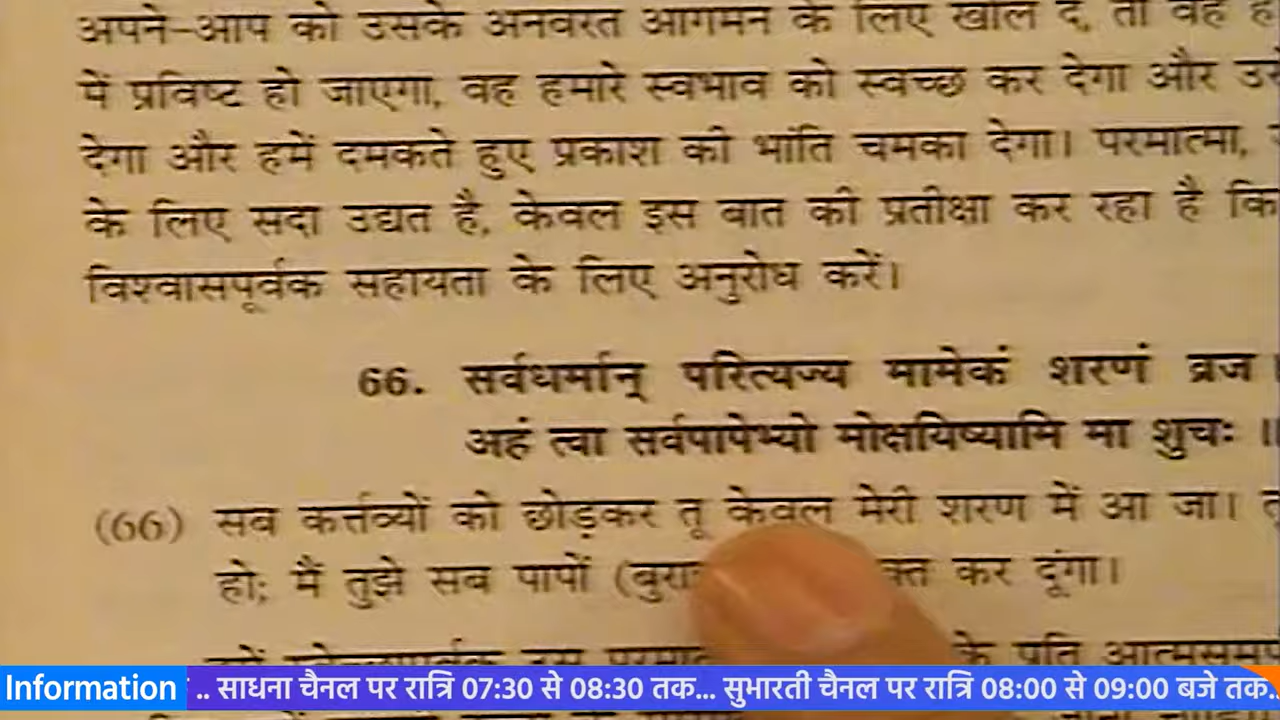 अपने-आप को उसके अनवरत आगमन के लिए खोल दें, तो वह
में प्रविष्ट हो जाएगा, वह हमारे स्वभाव को स्वच्छ कर देगा और
देगा और हमें दमकते हुए प्रकाश की भांति चमका देगा। परमात्मा,
के लिए सदा उद्यत है, केवल इस बात की प्रतीक्षा कर रहा है कि
विश्वासपूर्वक सहायता के लिए अनुरोध करें।
66. सर्वधर्मान् परित्यज्य मामेकं शरणं व्रज।
अहं त्वा सर्वपापेभ्यो मोक्षयिष्यामि मा शुचः॥
(66) सब कर्त्तव्यों को छोड़कर तू केवल मेरी शरण में आ जा।
हो; मैं तुझे सब पापों कर दूंगा।
के प्रति
Information .. साधना चैनल पर रात्रि 07:30 से 08:30 तक... सुभारती चैनल पर रात्रि 08:00 से 09:00 बजे तक..